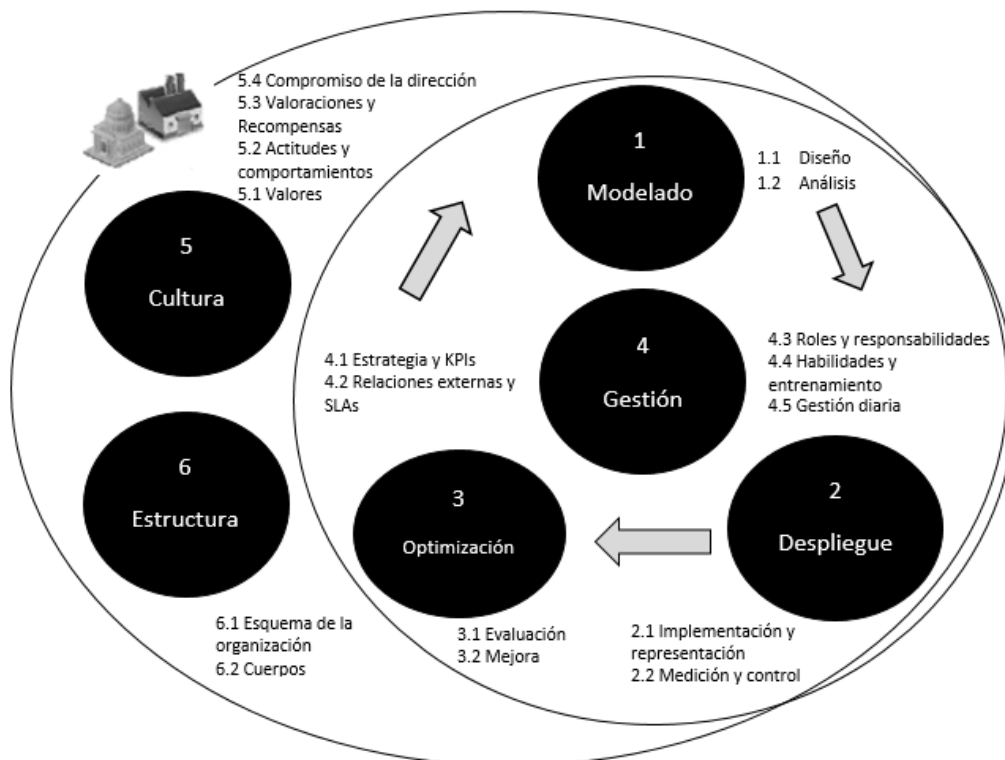 5.4 Compromiso de la dirección
5.3 Valoraciones y
Recompensas
5.2 Actitudes y
comportamientos
5.1 Valores
1
Modelado
1.1 Diseño
1.2 Análisis
5
Cultura
4.1 Estrategia y KPIs
4.2 Relaciones externas y
SLAs
4
Gestión
4.3 Roles y responsabilidades
4.4 Habilidades y
entrenamiento
4.5 Gestión diaria
6
Estructura
3
Optimización
2
Despliegue
6.1 Esquema de la
organización
6.2 Cuerpos
3.1 Evaluación
3.2 Mejora
2.1 Implementación y
representación
2.2 Medición y control